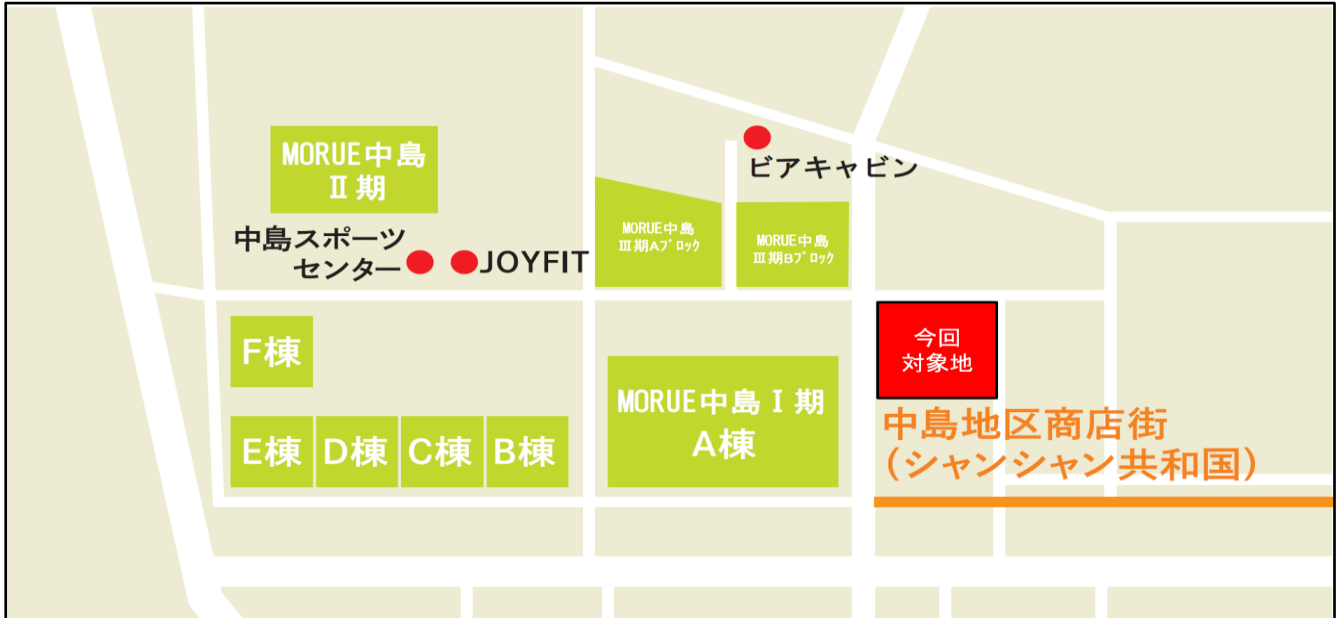 MORUE中島
Ⅱ期
ビアキャビン
中島スポーツ
センター
JOYFIT
MORUE中島
Ⅲ期Aブロック
MORUE中島
Ⅲ期Bブロック
F棟
今回
対象地
MORUE中島Ⅰ期
A棟
E棟
D棟
C棟
B棟
中島地区商店街
(シャンシャン共和国)